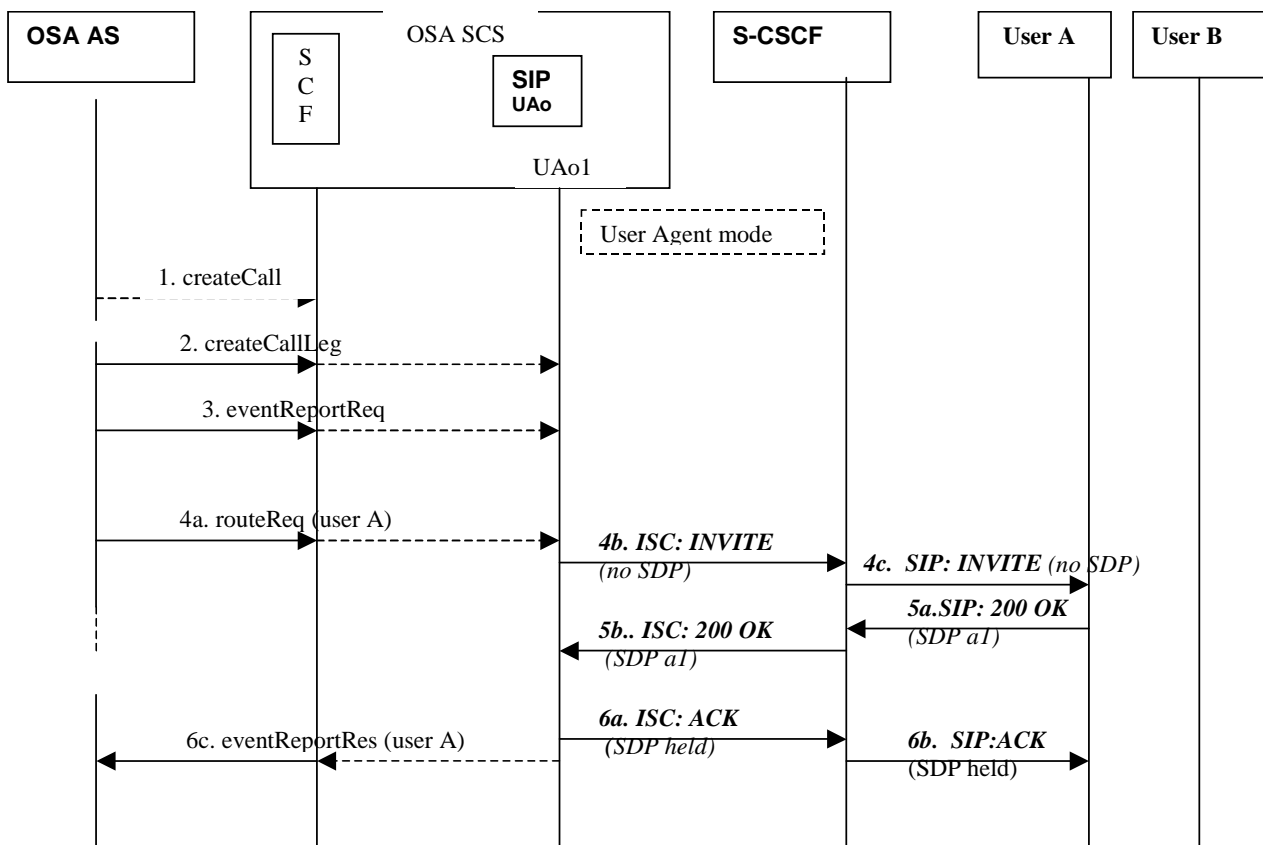 OSA AS
OSA SCS
S-CSCF
User A
User B
S
C
F
SIP
UAo
UAo1
User Agent mode
1. createCall
2. createCallLeg
3. eventReportReq
4a. routeReq (user A)
4b. ISC: INVITE
(no SDP)
4c. SIP: INVITE (no SDP)
5a.SIP: 200 OK
(SDP a1)
5b.. ISC: 200 OK
(SDP a1)
6a. ISC: ACK
(SDP held)
6c. eventReportRes (user A)
6b. SIP:ACK
(SDP held)